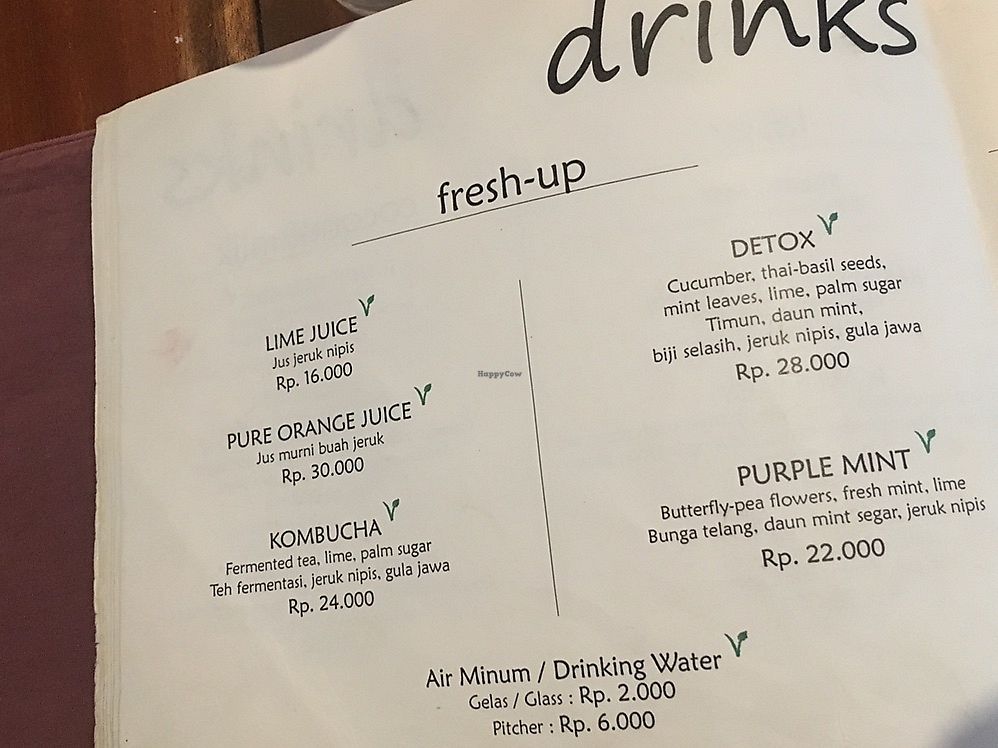 drinks
fresh-up
LIME JUICE
Jus jeruk nipis
Rp. 16.000
PURE ORANGE JUICE
Jus murni buah jeruk
Rp. 30.000
KOMBUCHA
Fermented tea, lime, palm sugar
Teh fermentasi, jeruk nipis, gula jawa
Rp. 24.000
DETOX
Cucumber, thai-basil seeds,
mint leaves, lime, palm sugar
Timun, daun mint,
biji selasih, jeruk nipis, gula jawa
Rp. 28.000
PURPLE MINT
Butterfly-pea flowers, fresh mint, lime
Bunga telang, daun mint segar, jeruk nipis
Rp. 22.000
Air Minum / Drinking Water
Gelas / Glass : Rp. 2.000
Pitcher : Rp. 6.000
HappyCow